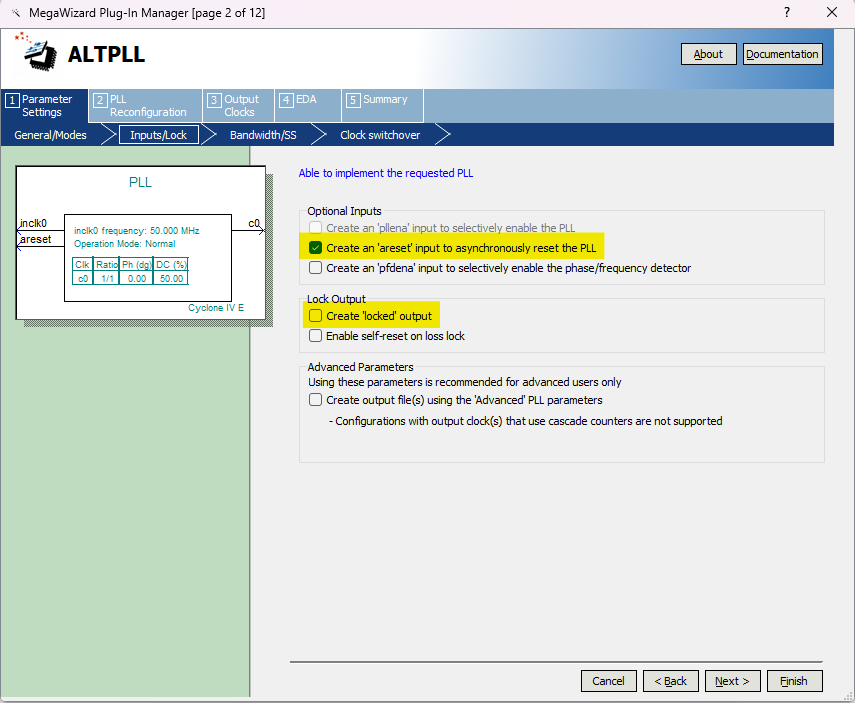 MegaWizard Plug-In Manager [page 2 of 12]
?
ALTPLL
About
Documentation
1 Parameter Settings
2 PLL Reconfiguration
3 Output Clocks
4 EDA
5 Summary
General/Modes
Inputs/Lock
Bandwidth/SS
Clock switchover
PLL
inclk0
areset
c0
inclk0 frequency: 50.000 MHz
Operation Mode: Normal
Clk Ratio Ph (dg) DC (%)
c0 1/1 0.00 50.00
Cyclone IV E
Able to implement the requested PLL
Optional Inputs
Create an 'pllena' input to selectively enable the PLL
Create an 'areset' input to asynchronously reset the PLL
Create an 'pfdena' input to selectively enable the phase/frequency detector
Lock Output
Create 'locked' output
Enable self-reset on loss lock
Advanced Parameters
Using these parameters is recommended for advanced users only
Create output file(s) using the 'Advanced' PLL parameters
- Configurations with output clock(s) that use cascade counters are not supported
Cancel
< Back
Next >
Finish